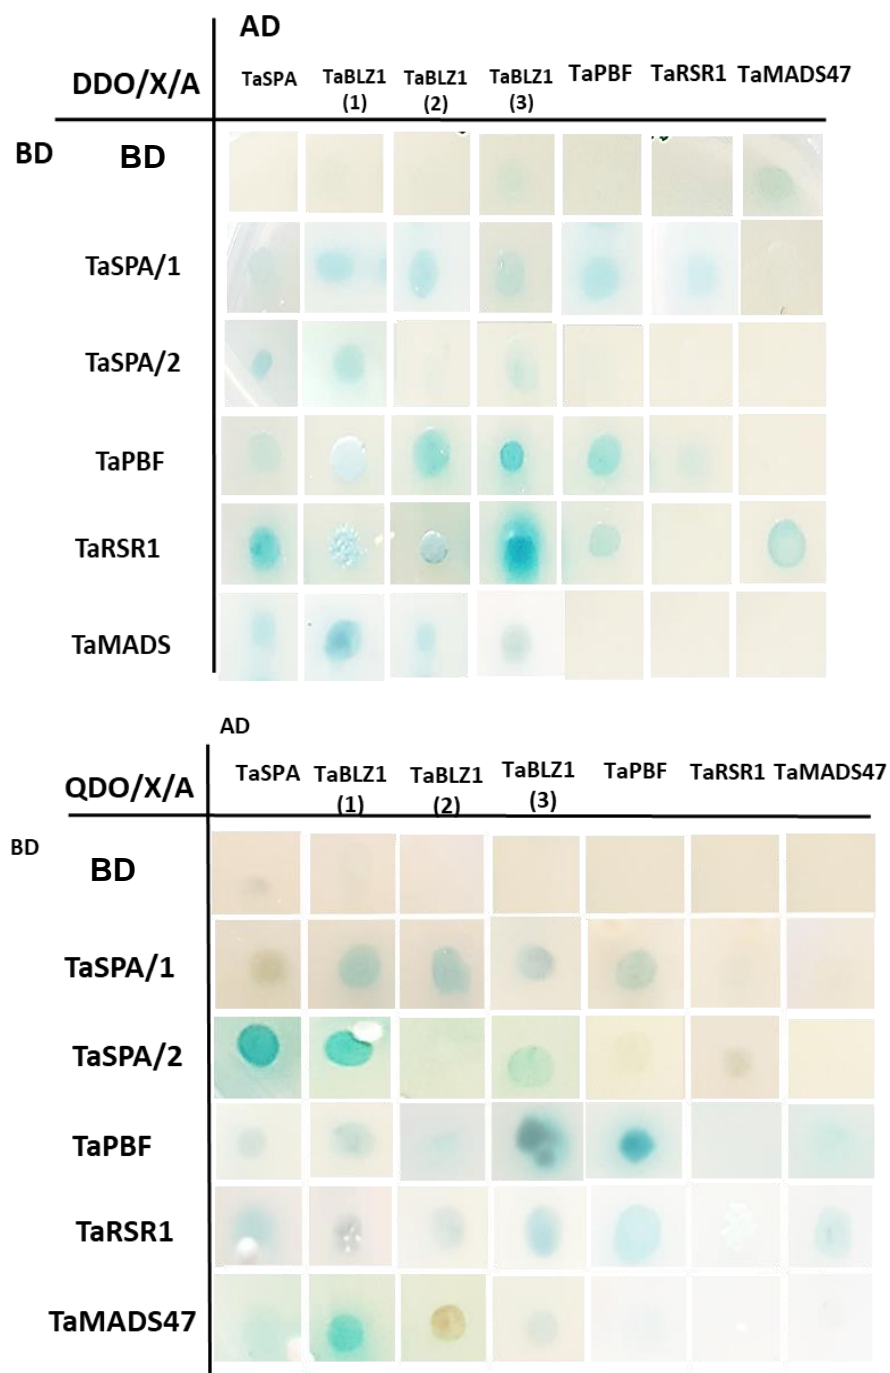 AD
DDO/X/A TaSPA TaBLZ1 (1) TaBLZ1 (2) TaBLZ1 (3) TaPBF TaRSR1 TaMADS47
BD BD
TaSPA/1
TaSPA/2
TaPBF
TaRSR1
TaMADS
AD
QDO/X/A TaSPA TaBLZ1 (1) TaBLZ1 (2) TaBLZ1 (3) TaPBF TaRSR1 TaMADS47
BD BD
TaSPA/1
TaSPA/2
TaPBF
TaRSR1
TaMADS47